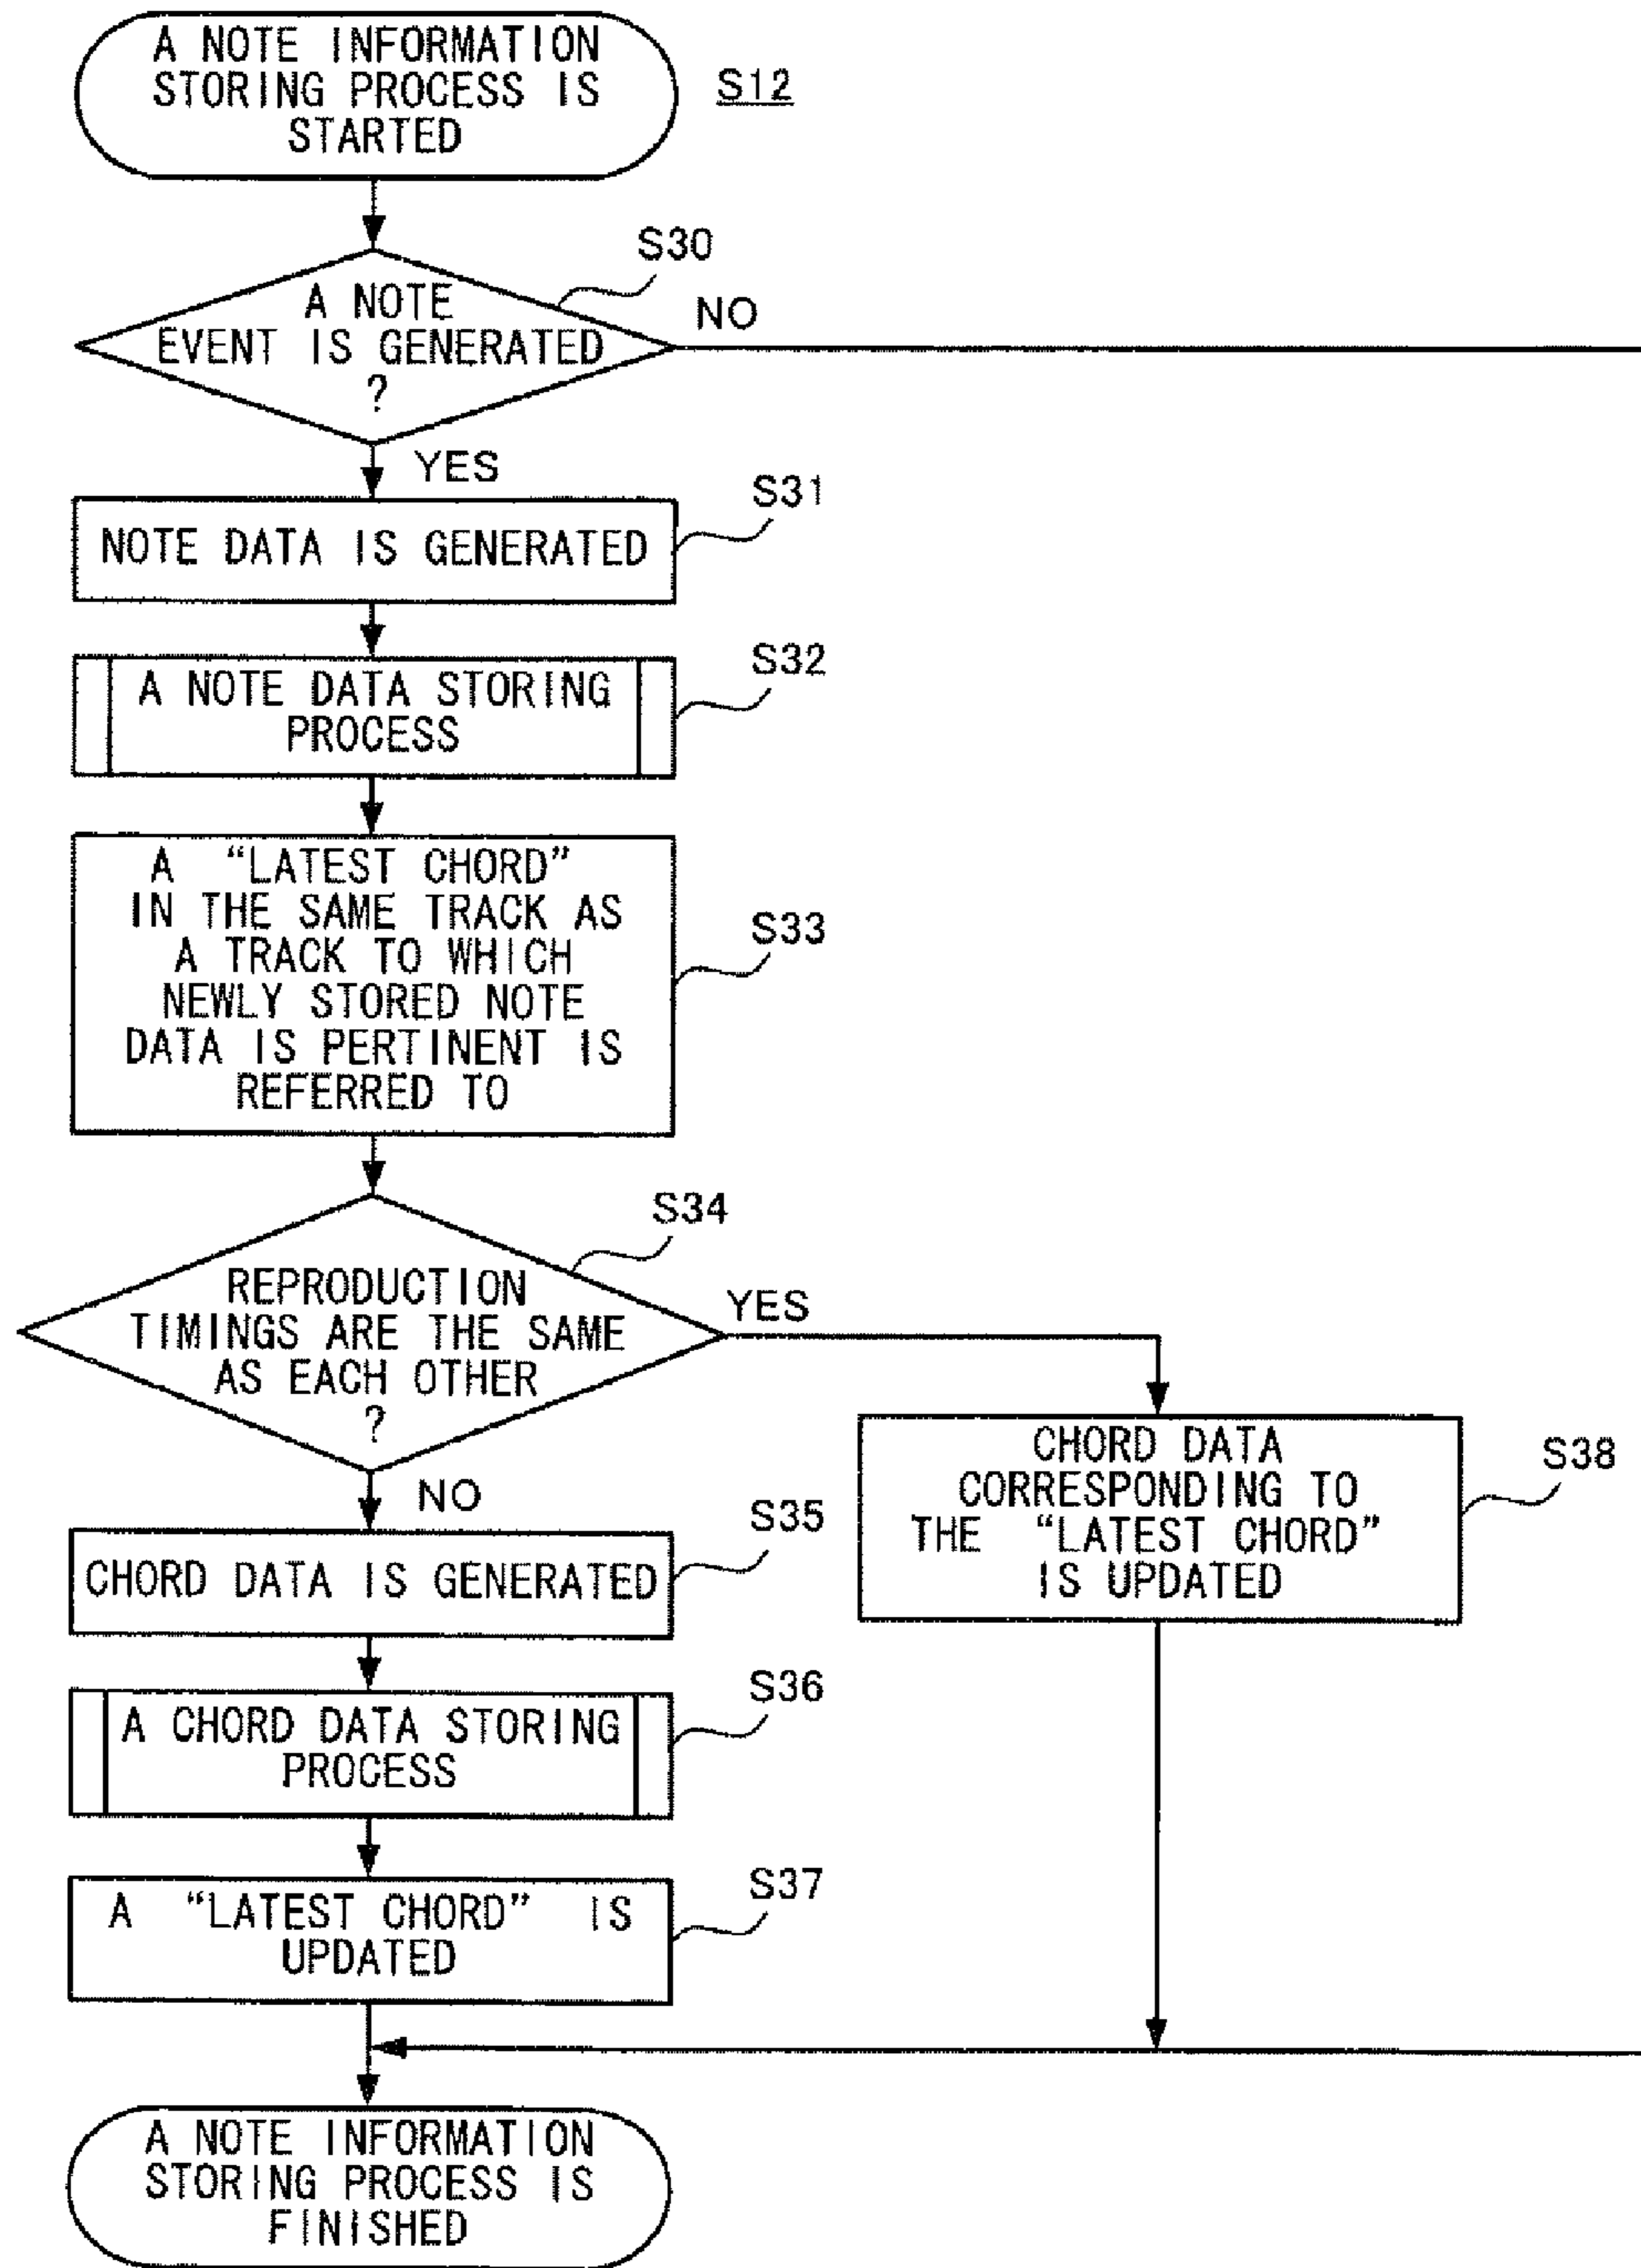 A NOTE INFORMATION
STORING PROCESS IS
STARTED
S12
S30
A NOTE
EVENT IS GENERATED
?
NO
YES
S31
NOTE DATA IS GENERATED
S32
A NOTE DATA STORING
PROCESS
A “LATEST CHORD”
IN THE SAME TRACK AS
A TRACK TO WHICH
NEWLY STORED NOTE
DATA IS PERTINENT IS
REFERRED TO
S33
S34
REPRODUCTION
TIMINGS ARE THE SAME
AS EACH OTHER
?
YES
NO
CHORD DATA
CORRESPONDING TO
THE “LATEST CHORD”
IS UPDATED
S38
S35
CHORD DATA IS GENERATED
S36
A CHORD DATA STORING
PROCESS
S37
A “LATEST CHORD” IS
UPDATED
A NOTE INFORMATION
STORING PROCESS IS
FINISHED